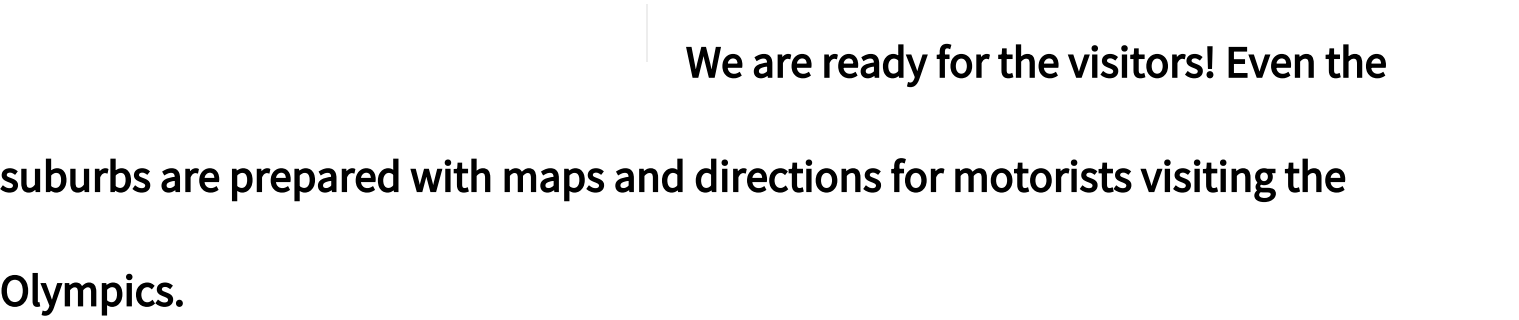 We are ready for the visitors! Even the
suburbs are prepared with maps and directions for motorists visiting the
Olympics.